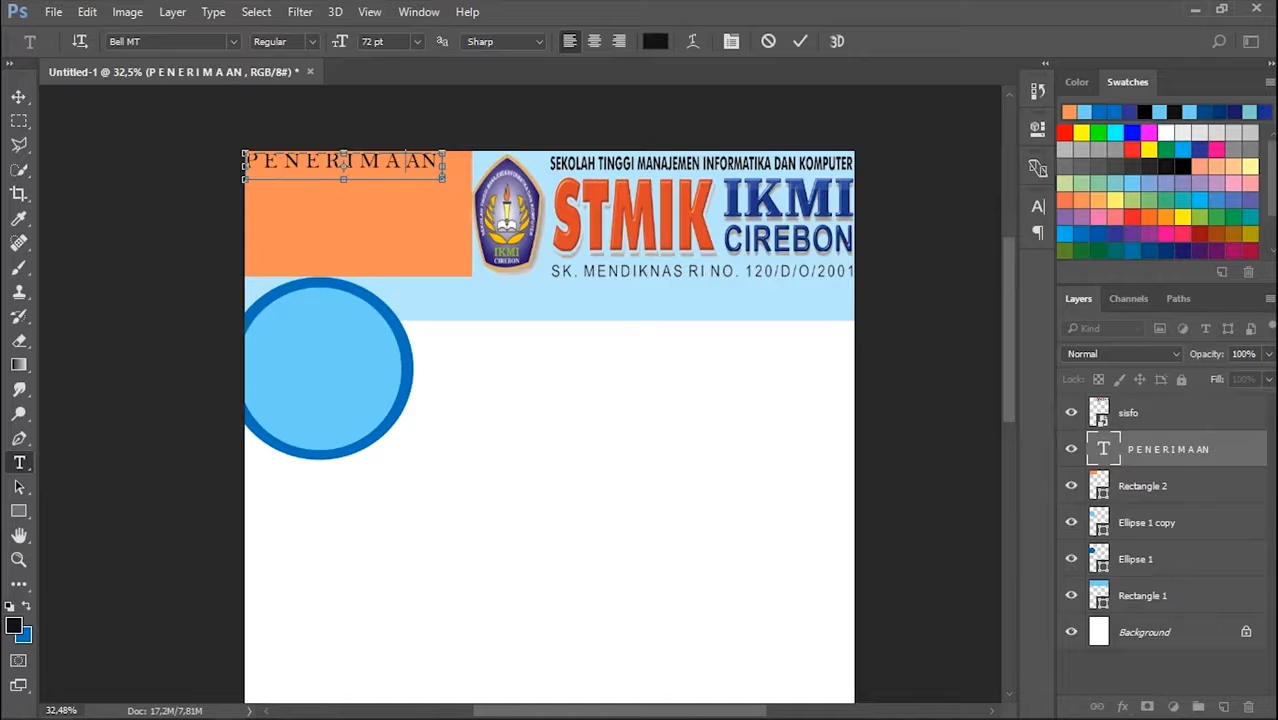 Ps File Edit Image Layer Type Select Filter 3D View Window Help
T Bell MT Regular 72 pt Sharp 3D
Untitled-1 @ 32,5% (P E N E R I M A AN , RGB/8#) * ×
Color Swatches
P E N E R I M A AN
SEKOLAH TINGGI MANAJEMEN INFORMATIKA DAN KOMPUTER
STMIK IKMI
CIREBON
SK. MENDIKNAS RI NO. 120/D/O/2001
IKMI
CIREBON
Layers Channels Paths
Kind
Normal Opacity: 100%
Lock: Fill: 100%
sisfo
T P E N E R I M A AN
Rectangle 2
Ellipse 1 copy
Ellipse 1
Rectangle 1
Background
32,48% Doc: 17,2M/7,81M